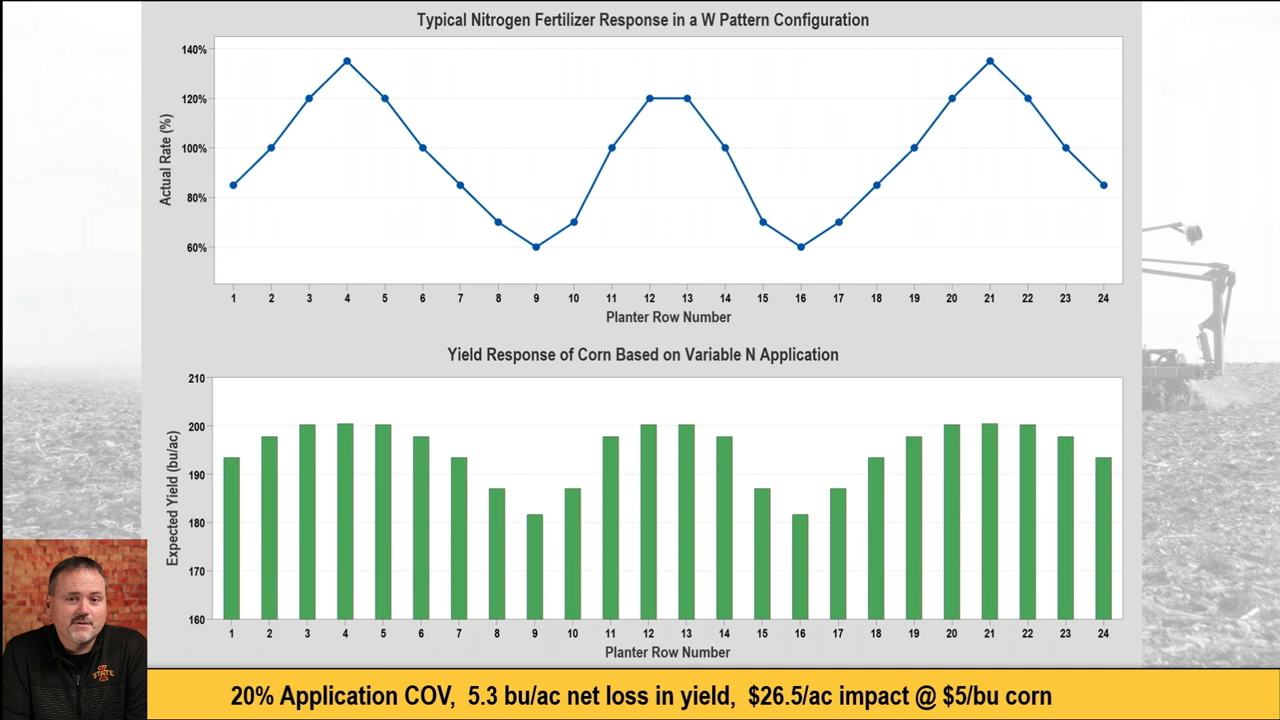 Typical Nitrogen Fertilizer Response in a W Pattern Configuration
140%
120%
100%
80%
60%
Actual Rate (%)
1 2 3 4 5 6 7 8 9 10 11 12 13 14 15 16 17 18 19 20 21 22 23 24
Planter Row Number
Yield Response of Corn Based on Variable N Application
210
200
190
180
170
160
Expected Yield (bu/ac)
1 2 3 4 5 6 7 8 9 10 11 12 13 14 15 16 17 18 19 20 21 22 23 24
Planter Row Number
STATE
20% Application COV, 5.3 bu/ac net loss in yield, $26.5/ac impact @ $5/bu corn